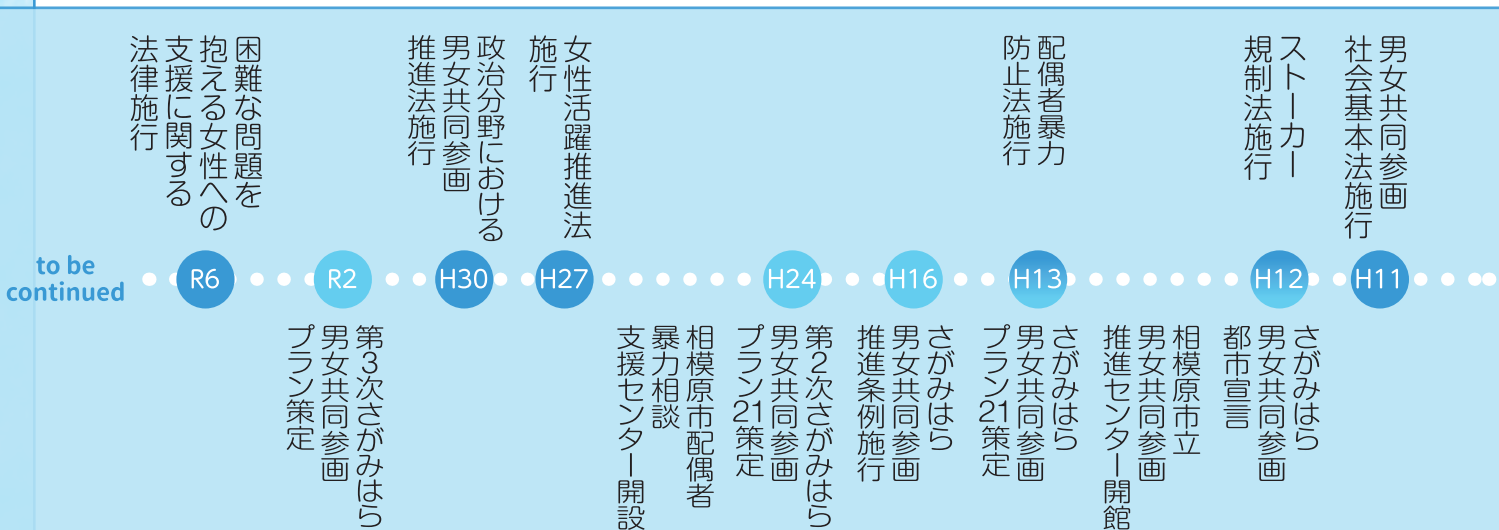 男女共同参画
社会基本法施行
ストーカー
規制法施行
配偶者暴力
防止法施行
女性活躍推進法
施行
政治分野における
男女共同参画
推進法施行
困難な問題を
抱える女性への
支援に関する
法律施行
H11
H12
H13
H16
H24
H27
H30
R2
R6
to be
continued
さがみはら
男女共同参画
都市宣言
相模原市立
男女共同参画
推進センター開館
さがみはら
男女共同参画
プラン21策定
さがみはら
男女共同参画
推進条例施行
第2次さがみはら
男女共同参画
プラン21策定
相模原市配偶者
暴力相談
支援センター開設
第3次さがみはら
男女共同参画
プラン策定